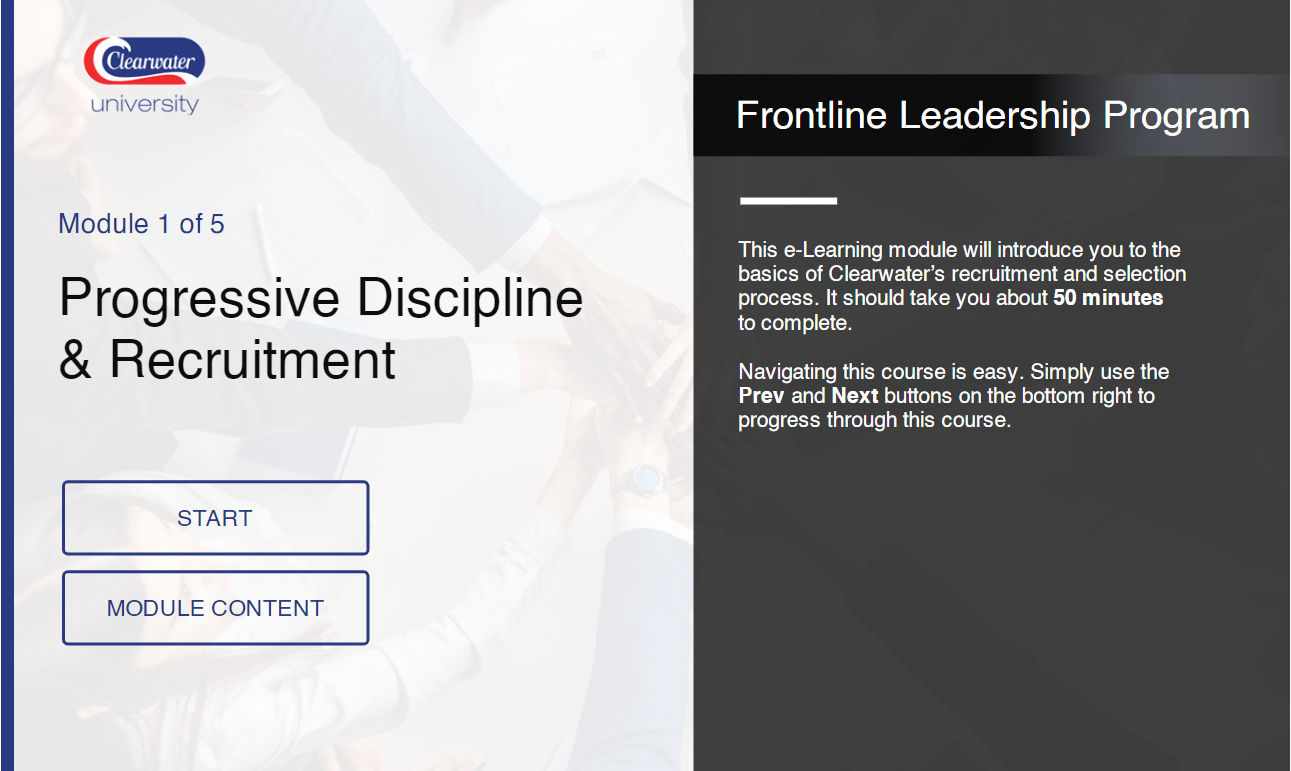 Clearwater
university
Module 1 of 5
Progressive Discipline
& Recruitment
START
MODULE CONTENT
Frontline Leadership Program
This e-Learning module will introduce you to the
basics of Clearwater’s recruitment and selection
process. It should take you about 50 minutes
to complete.
Navigating this course is easy. Simply use the
Prev and Next buttons on the bottom right to
progress through this course.